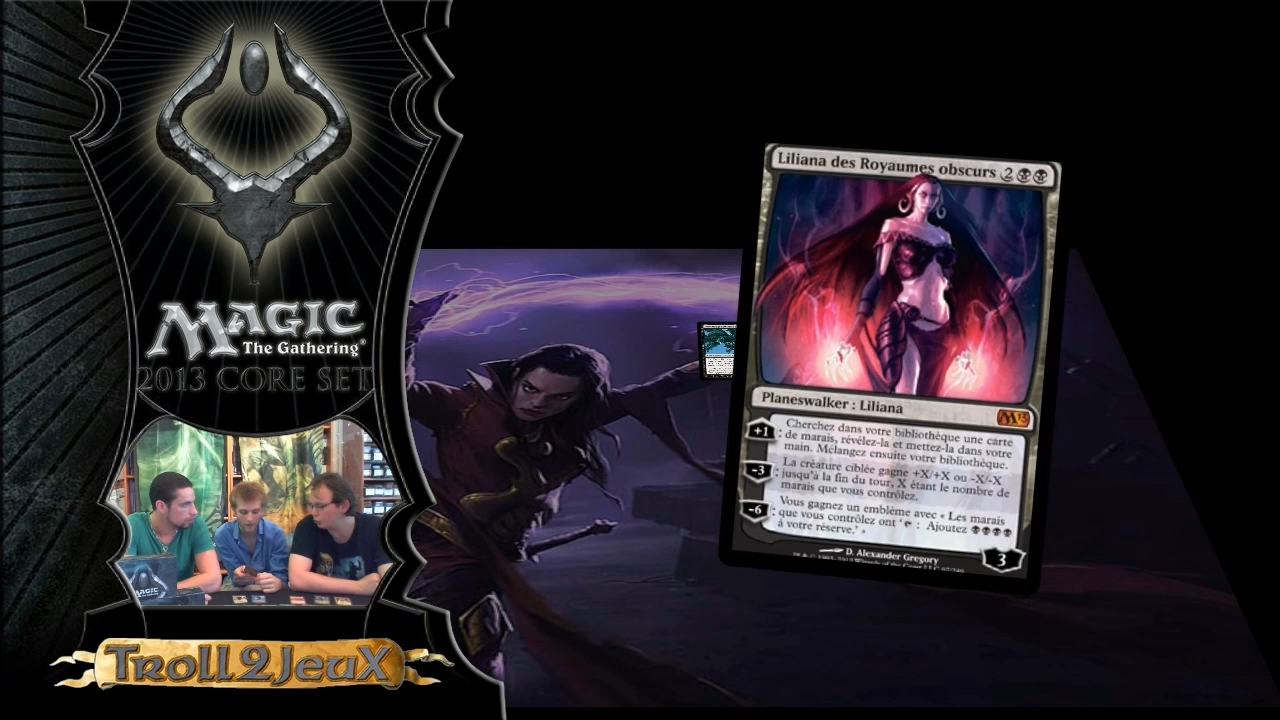 MAGIC
The Gathering®
2013 CORE SET
MAGIC
TROLL2JEUX
Liliana des Royaumes obscurs 2
Planeswalker : Liliana
M13
+1 : Cherchez dans votre bibliothèque une carte
de marais, révélez-la et mettez-la dans votre
main. Mélangez ensuite votre bibliothèque.
-3 : La créature ciblée gagne +X/+X ou -X/-X
jusqu'à la fin du tour, X étant le nombre de
marais que vous contrôlez.
-6 : Vous gagnez un emblème avec « Les marais
que vous contrôlez ont ' : Ajoutez
à votre réserve.' »
D. Alexander Gregory
3